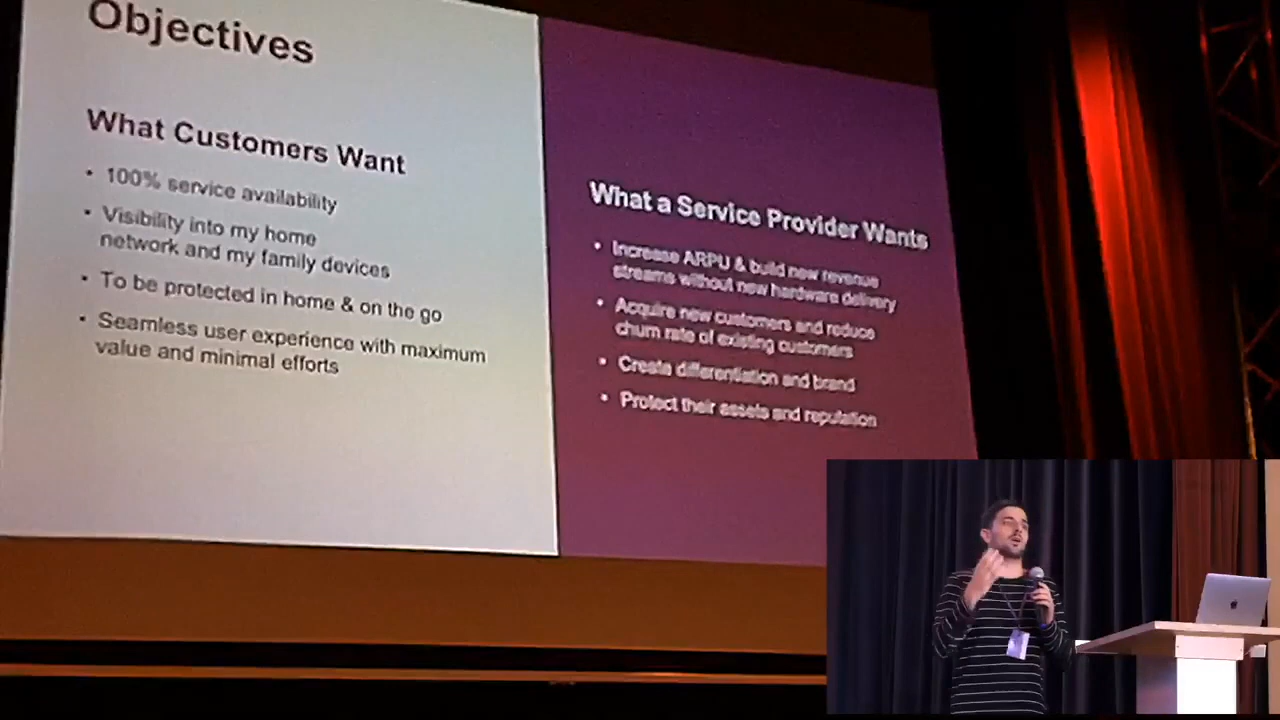 Objectives
What Customers Want
• 100% service availability
• Visibility into my home
network and my family devices
• To be protected in home & on the go
• Seamless user experience with maximum
value and minimal efforts
What a Service Provider Wants
• Increase ARPU & build new revenue
streams without new hardware delivery
• Acquire new customers and reduce
churn rate of existing customers
• Create differentiation and brand
• Protect their assets and reputation